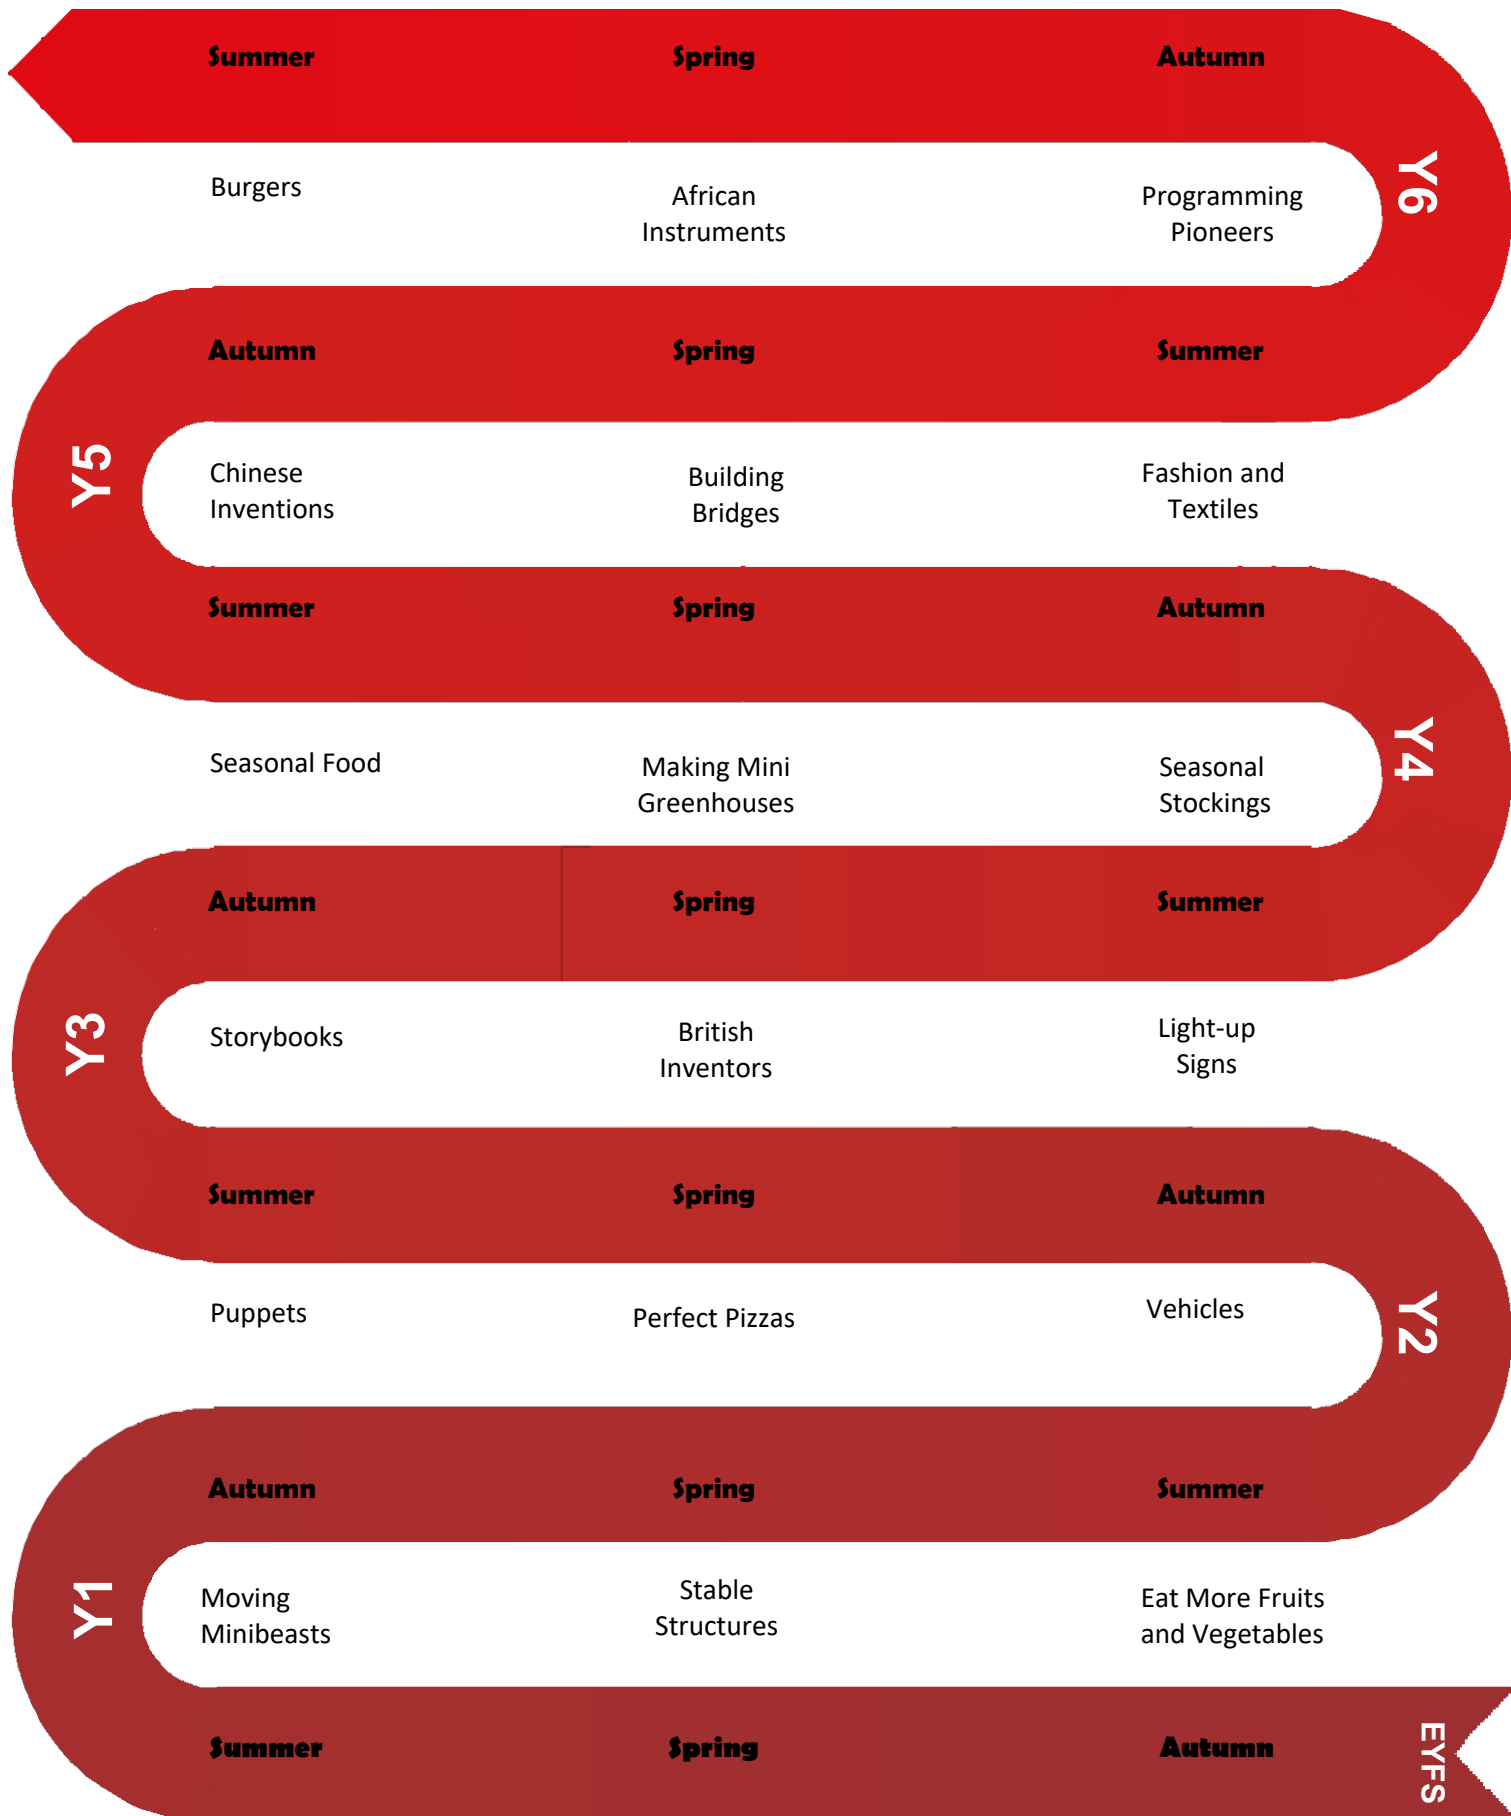 Summer
Spring
Autumn
Y6
Burgers
African
Instruments
Programming
Pioneers
Autumn
Spring
Summer
Y5
Chinese
Inventions
Building
Bridges
Fashion and
Textiles
Summer
Spring
Autumn
Y4
Seasonal Food
Making Mini
Greenhouses
Seasonal
Stockings
Autumn
Spring
Summer
Y3
Storybooks
British
Inventors
Light-up
Signs
Summer
Spring
Autumn
Y2
Puppets
Perfect Pizzas
Vehicles
Autumn
Spring
Summer
Y1
Moving
Minibeasts
Stable
Structures
Eat More Fruits
and Vegetables
Summer
Spring
Autumn
EYFS